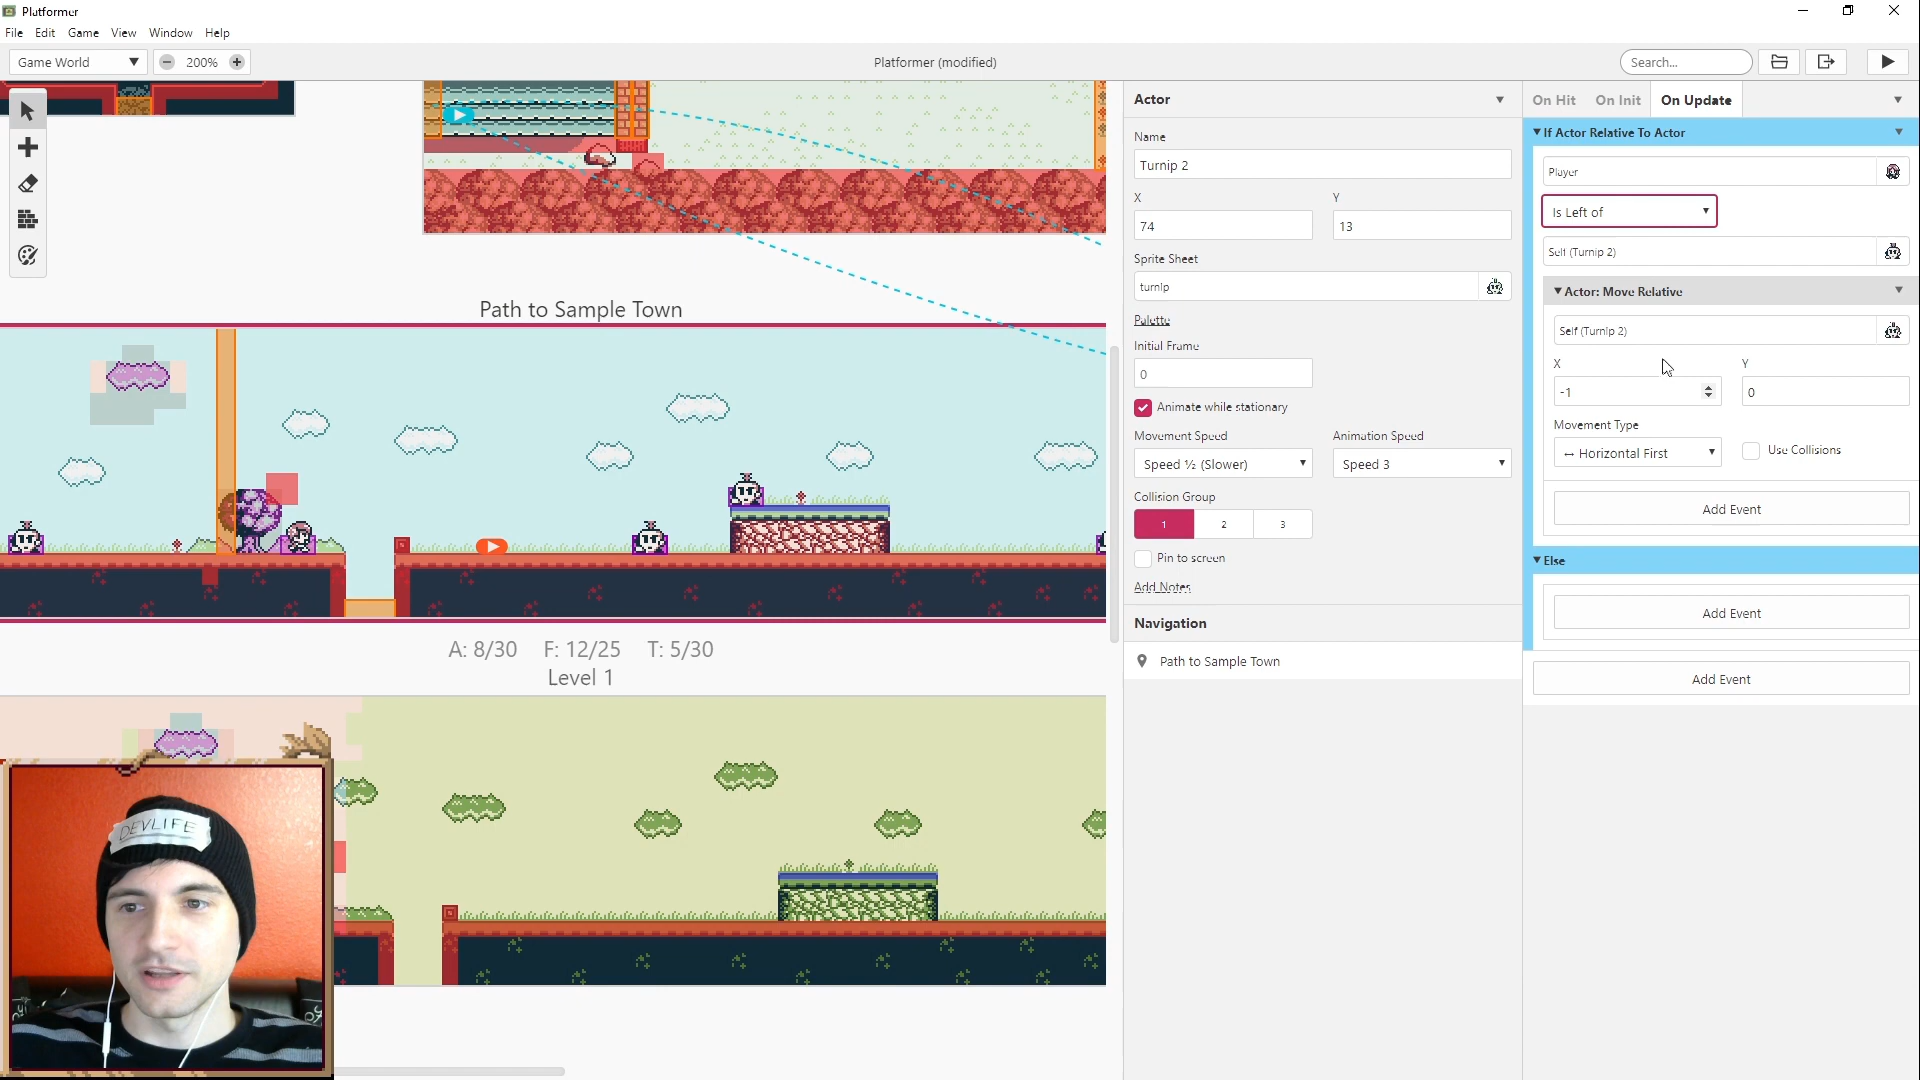 Platformer
File Edit Game View Window Help
Game World
200%
Platformer (modified)
Search...
Path to Sample Town
A: 8/30 F: 12/25 T: 5/30
Level 1
DEVLIFE
Actor
Name
Turnip 2
X Y
74 13
Sprite Sheet
turnip
Palette
Initial Frame
0
Animate while stationary
Movement Speed Animation Speed
Speed ½ (Slower) Speed 3
Collision Group
1 2 3
Pin to screen
Add Notes
Navigation
Path to Sample Town
On Hit On Init On Update
If Actor Relative To Actor
Player
Is Left of
Self (Turnip 2)
Actor: Move Relative
Self (Turnip 2)
X Y
-1 0
Movement Type
↔ Horizontal First Use Collisions
Add Event
Else
Add Event
Add Event